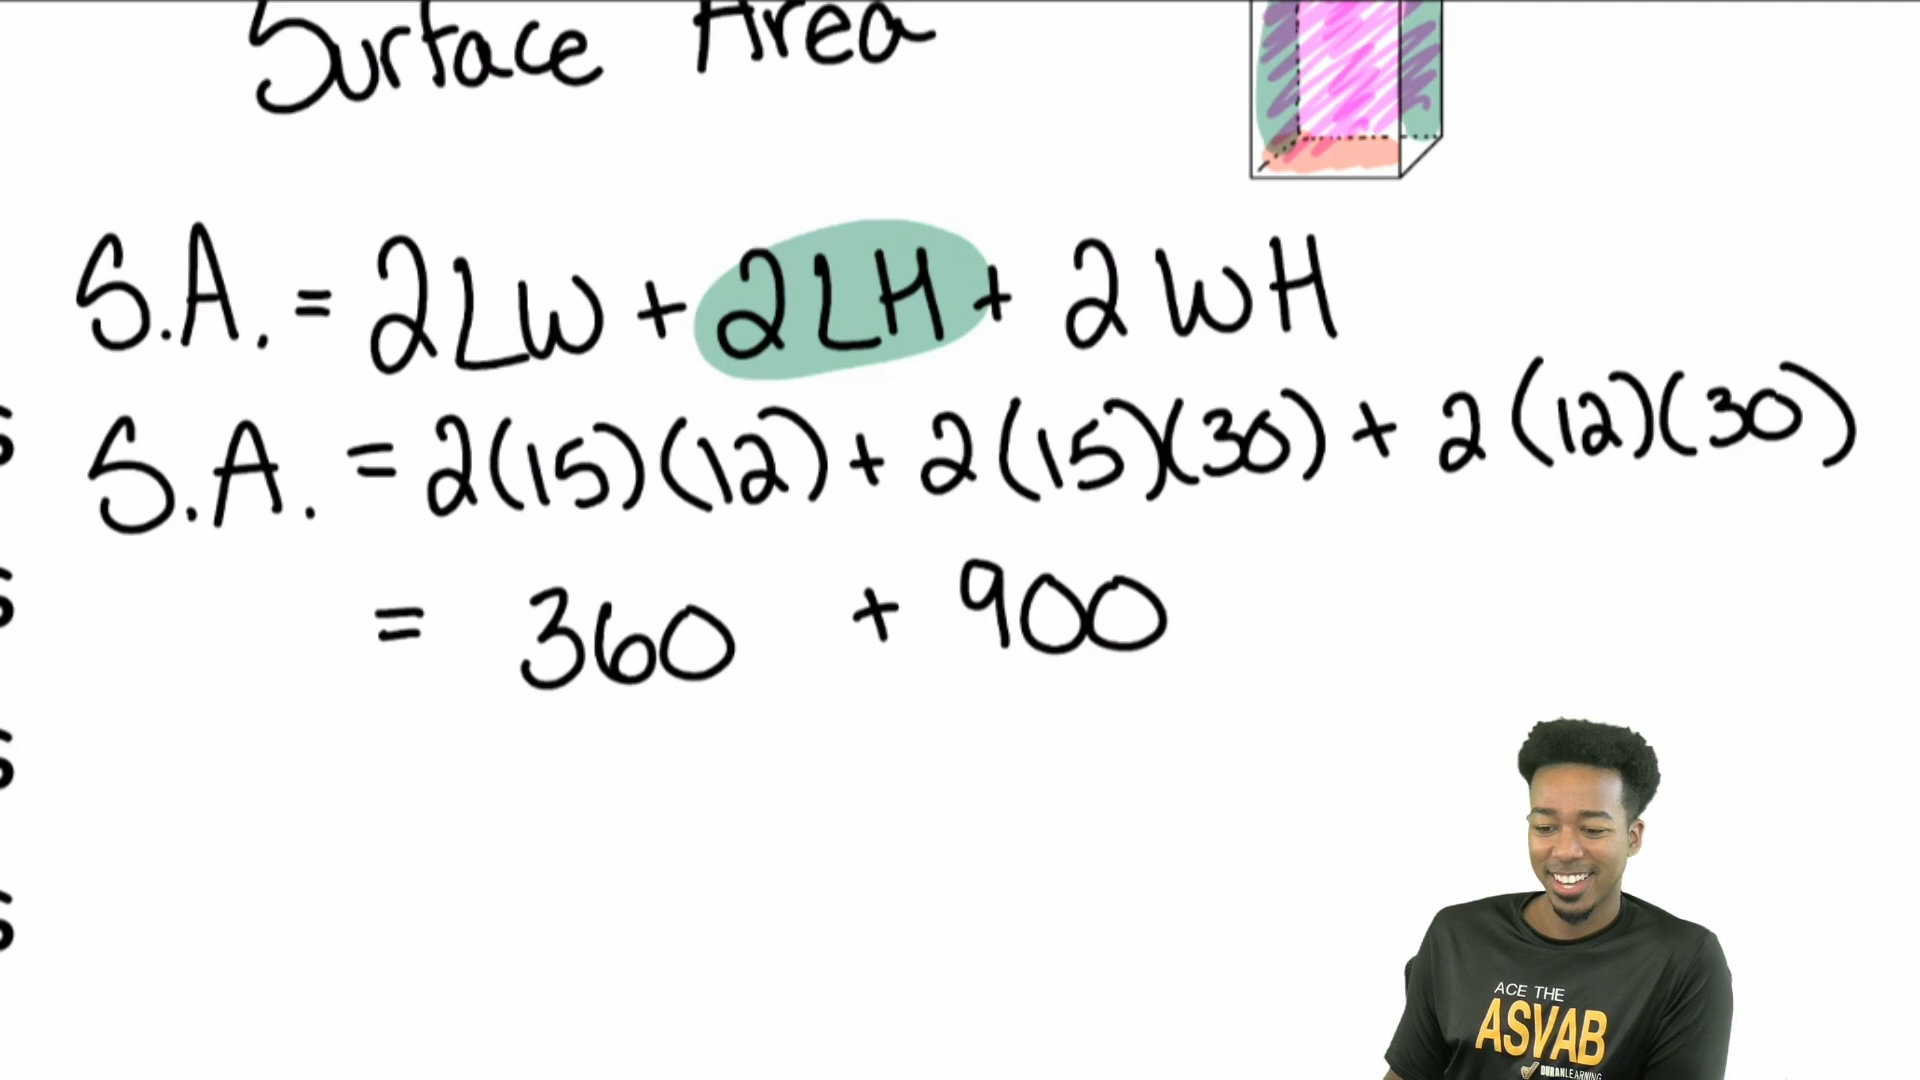 Surface Area
S.A. = 2LW + 2LH + 2WH
S.A. = 2(15)(12) + 2(15)(30) + 2(12)(30)
= 360 + 900
s
s
s
s
ACE THE
ASVAB
DURANLEARNING